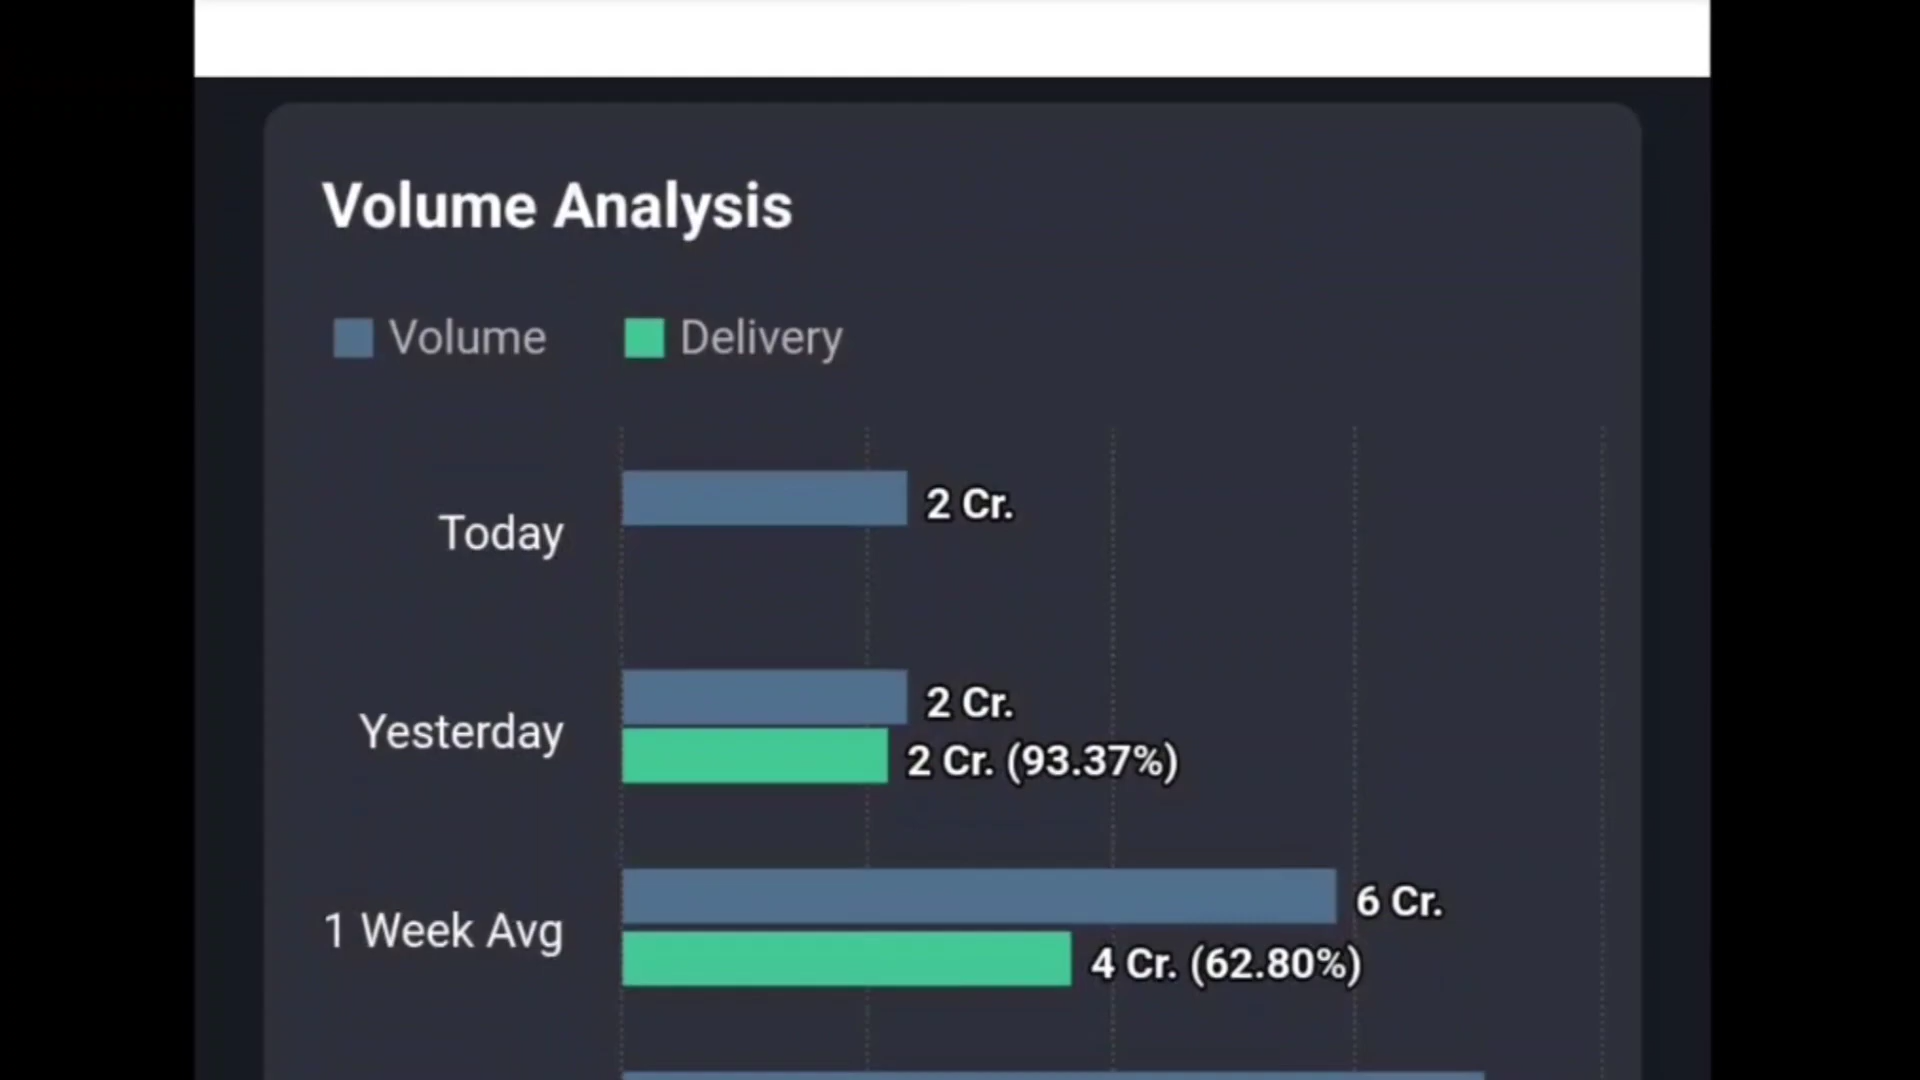 Volume Analysis
Volume Delivery
Today 2 Cr.
Yesterday 2 Cr.
2 Cr. (93.37%)
1 Week Avg 6 Cr.
4 Cr. (62.80%)